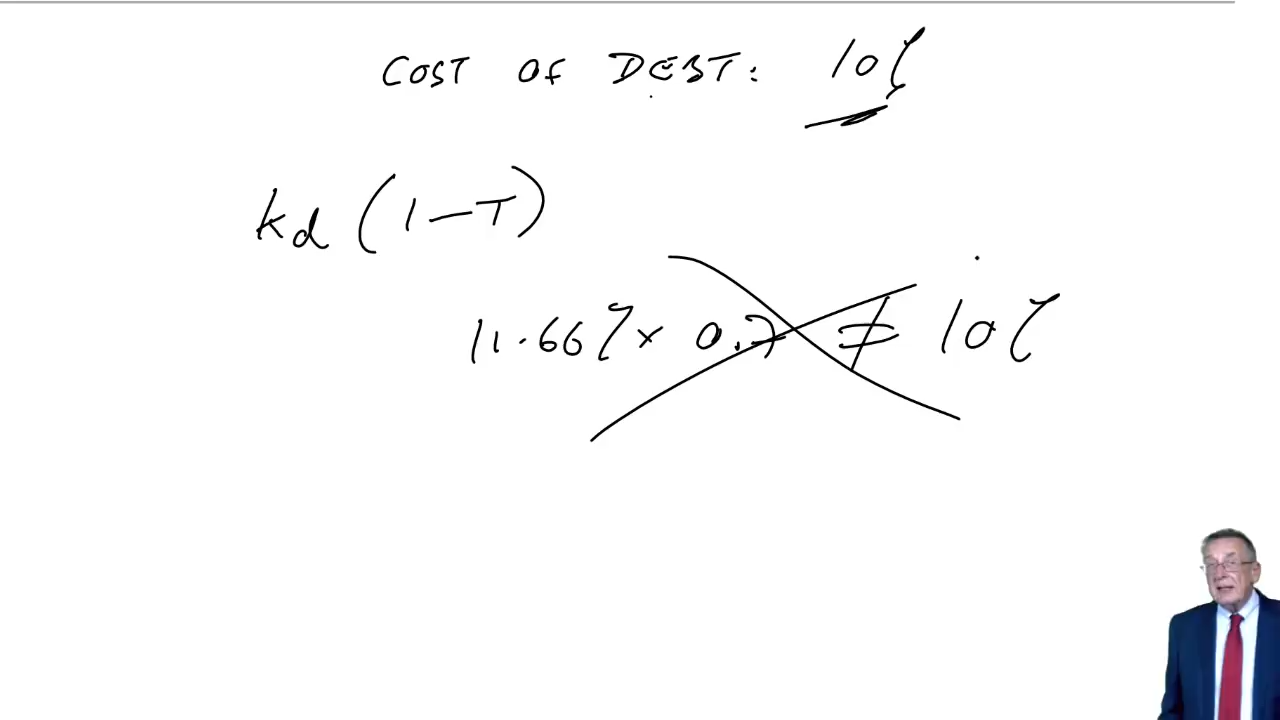 COST OF DEBT: 10%
kd (1-T)
11.66% × 0.7 ≠ 10%